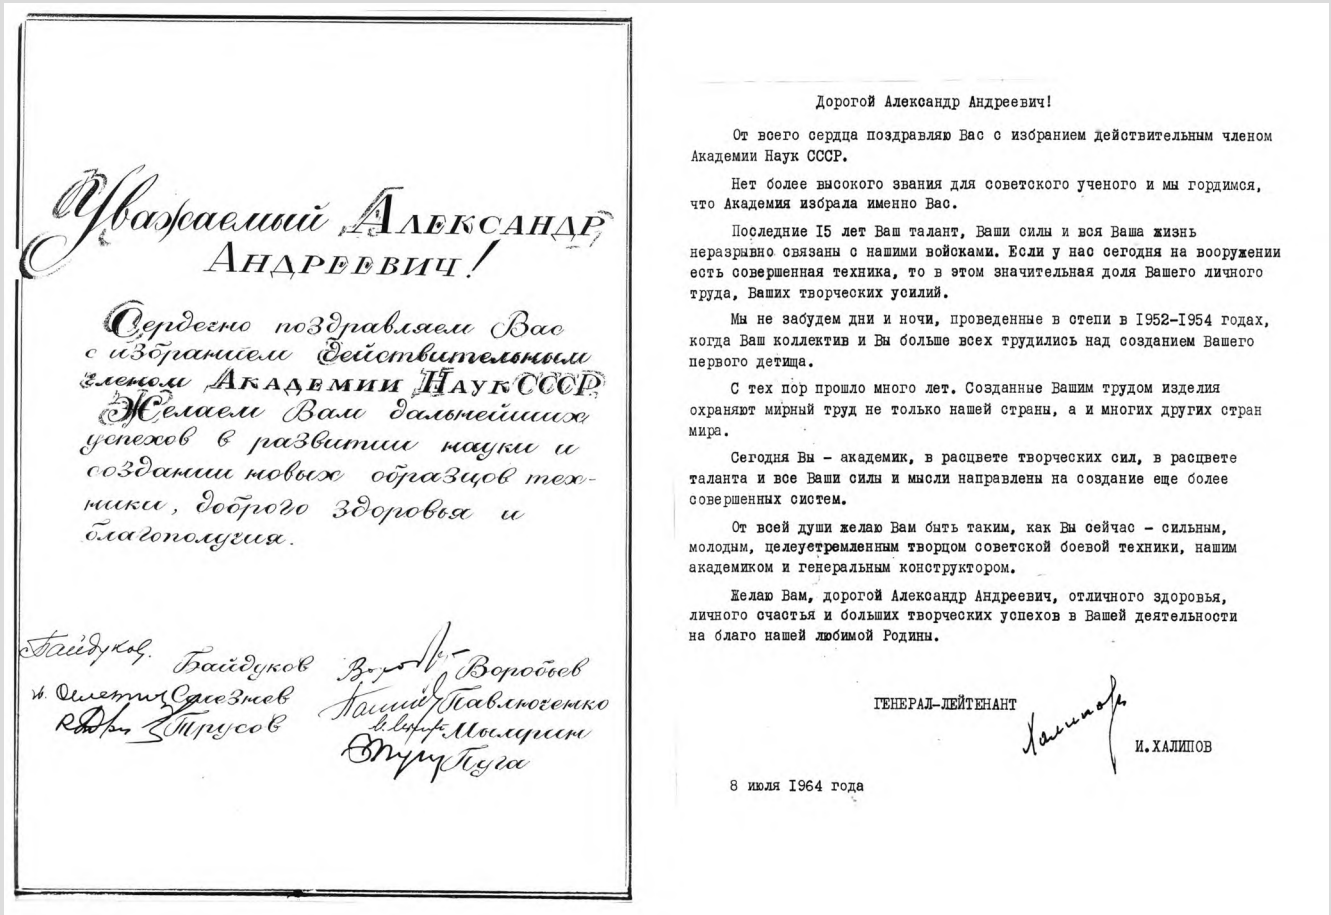 Уважаемый Александр
Андреевич!
Сердечно поздравляем Вас
с избранием действительным
членом Академии Наук СССР.
Желаем Вам дальнейших
успехов в развитии науки и
создании новых образцов тех-
ники, доброго здоровья и
благополучия.
Байдуков.
Байдуков
Селезнев
Трусов
Воробьев
Павлюченко
Мымрин
Пуга
Дорогой Александр Андреевич!
От всего сердца поздравляю Вас с избранием действительным членом
Академии Наук СССР.
Нет более высокого звания для советского ученого и мы гордимся,
что Академия избрала именно Вас.
Последние 15 лет Ваш талант, Ваши силы и вся Ваша жизнь
неразрывно связаны с нашими войсками. Если у нас сегодня на вооружении
есть совершенная техника, то в этом значительная доля Вашего личного
труда, Ваших творческих усилий.
Мы не забудем дни и ночи, проведенные в степи в 1952-1954 годах,
когда Ваш коллектив и Вы больше всех трудились над созданием Вашего
первого детища.
С тех пор прошло много лет. Созданные Вашим трудом изделия
охраняют мирный труд не только нашей страны, а и многих других стран
мира.
Сегодня Вы - академик, в расцвете творческих сил, в расцвете
таланта и все Ваши силы и мысли направлены на создание еще более
совершенных систем.
От всей души желаю Вам быть таким, как Вы сейчас - сильным,
молодым, целеустремленным творцом советской боевой техники, нашим
академиком и генеральным конструктором.
Желаю Вам, дорогой Александр Андреевич, отличного здоровья,
личного счастья и больших творческих успехов в Вашей деятельности
на благо нашей любимой Родины.
ГЕНЕРАЛ-ЛЕЙТЕНАНТ
Халипов
И.ХАЛИПОВ
8 июля 1964 года